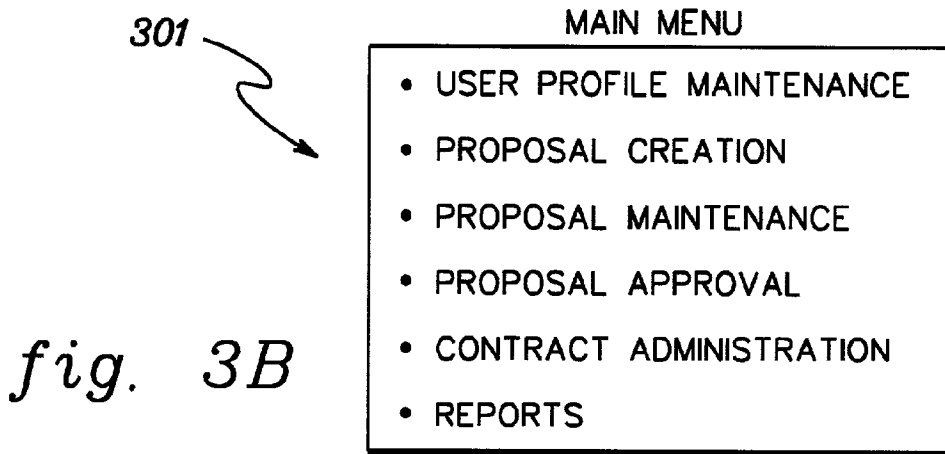 MAIN MENU
301
• USER PROFILE MAINTENANCE
• PROPOSAL CREATION
• PROPOSAL MAINTENANCE
• PROPOSAL APPROVAL
• CONTRACT ADMINISTRATION
• REPORTS
fig. 3B